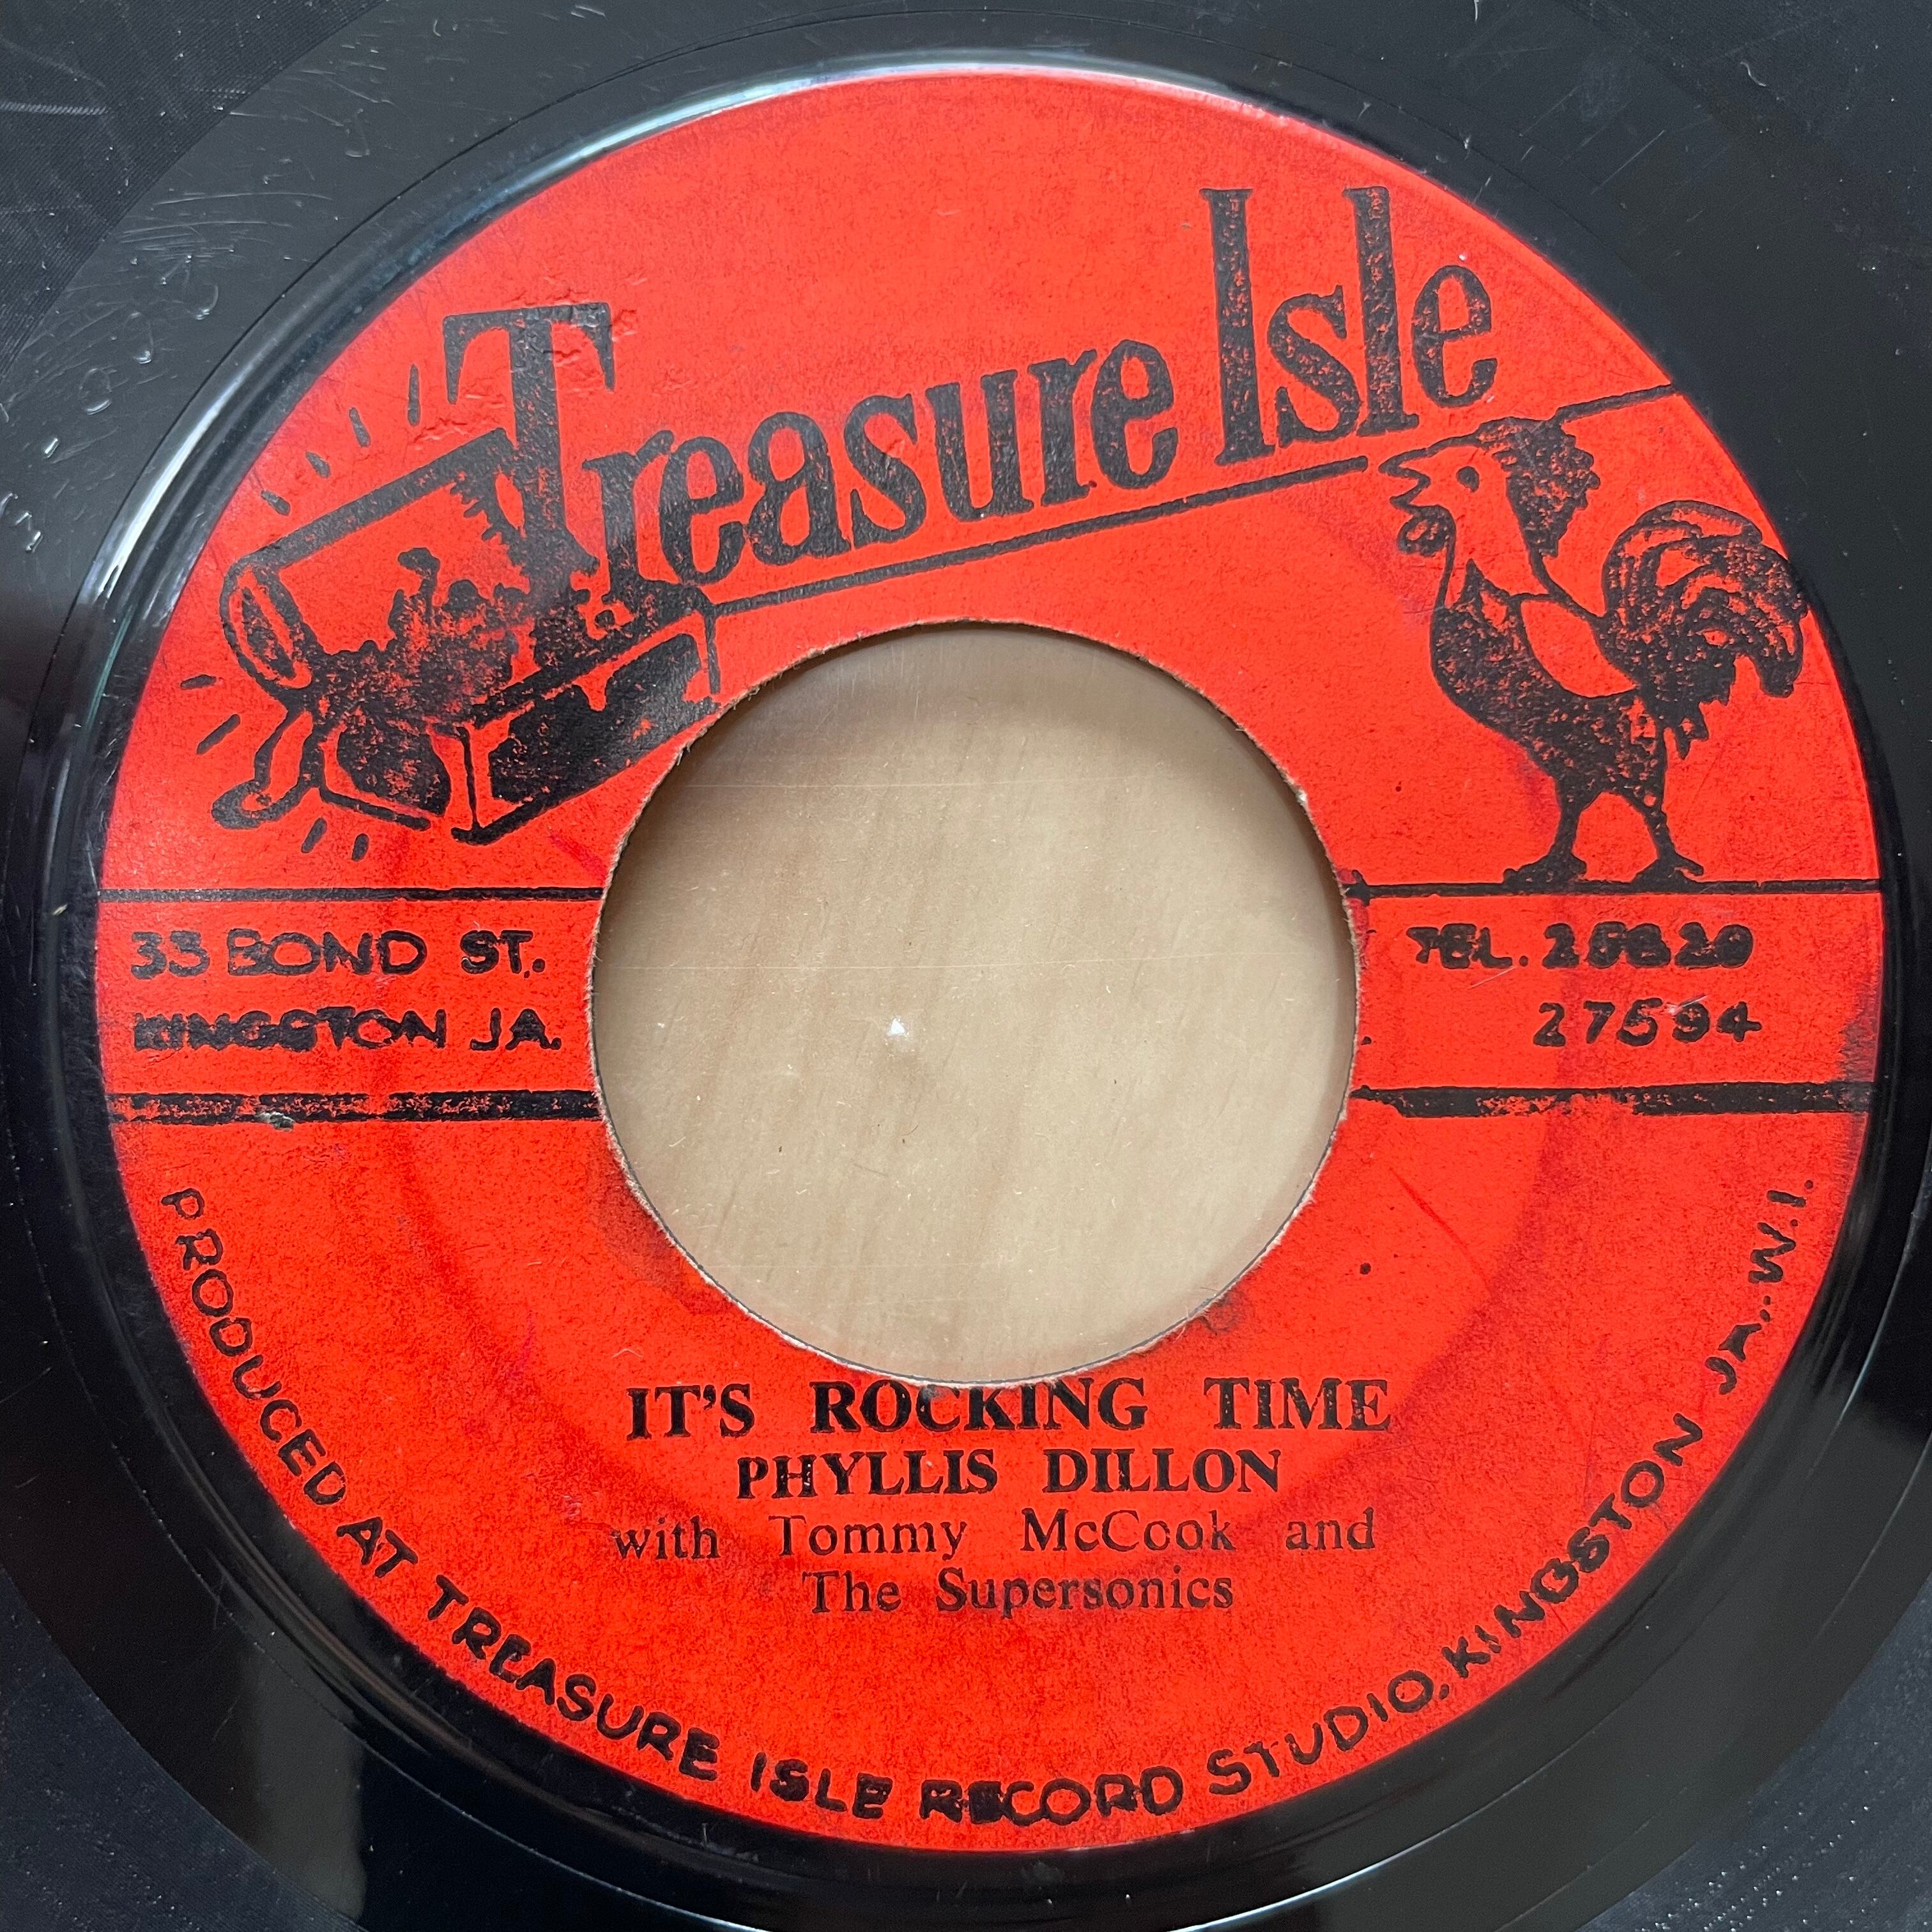 Treasure Isle
33 BOND ST.
KINGSTON JA.
TEL. 25820
27594
IT'S ROCKING TIME
PHYLLIS DILLON
with Tommy McCook and
The Supersonics
PRODUCED AT TREASURE ISLE RECORD STUDIO, KINGSTON JA., W.I.